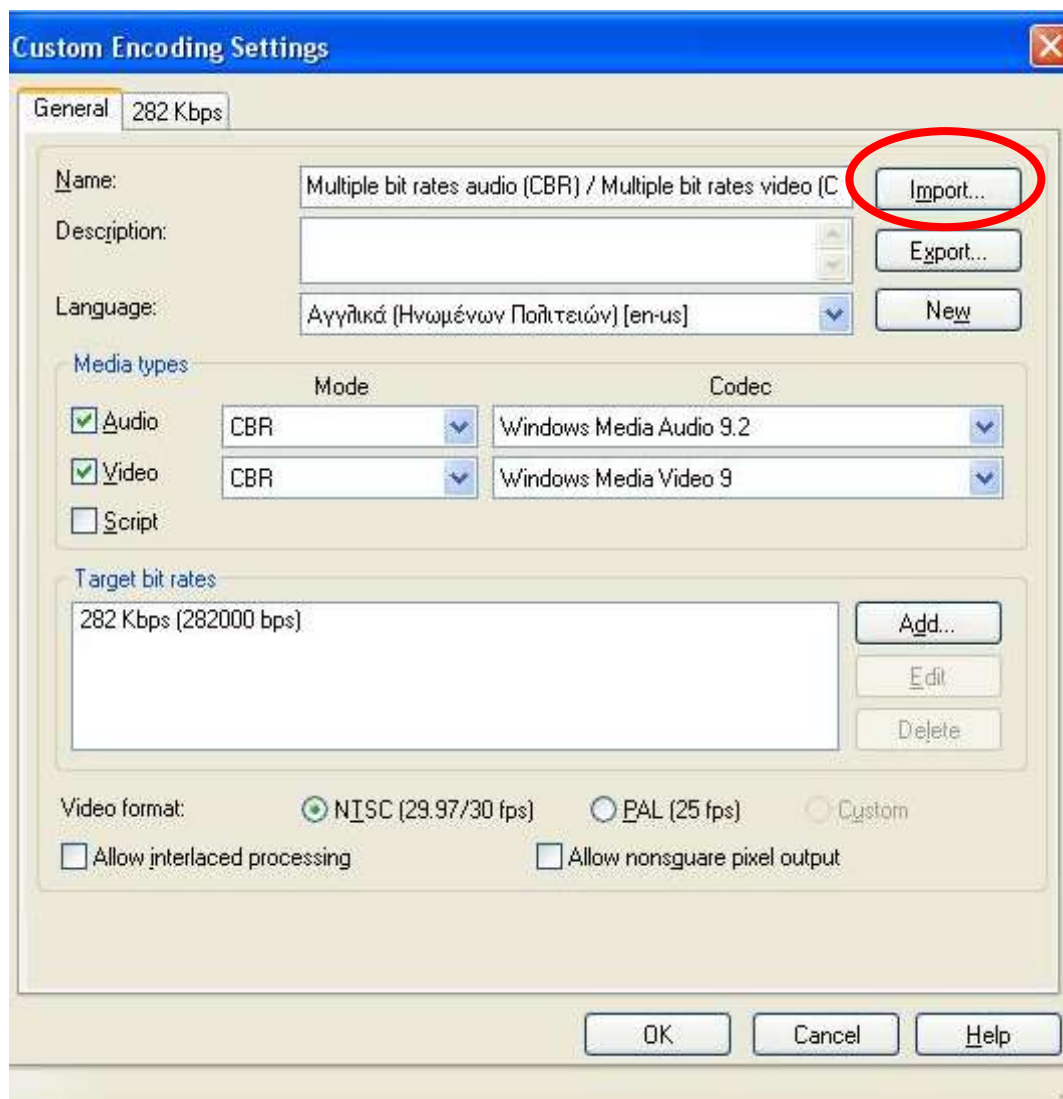 Custom Encoding Settings
General 282 Kbps
Name: Multiple bit rates audio (CBR) / Multiple bit rates video (C Import...
Description: Export...
Language: Αγγλικά (Ηνωμένων Πολιτειών) [en-us] New
Media types
Mode Codec
Audio CBR Windows Media Audio 9.2
Video CBR Windows Media Video 9
Script
Target bit rates
282 Kbps (282000 bps) Add...
Edit
Delete
Video format: NTSC (29.97/30 fps) PAL (25 fps) Custom
Allow interlaced processing Allow nonsquare pixel output
OK Cancel Help